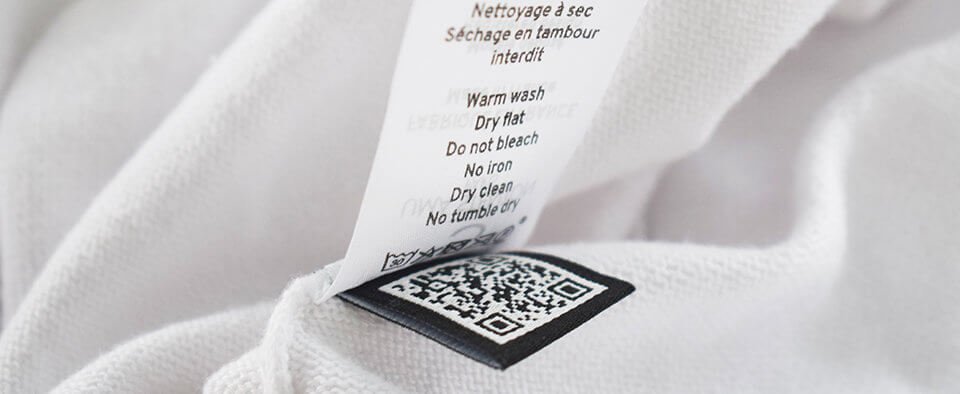 Nettoyage à sec
Séchage en tambour
interdit
Warm wash
Dry flat
Do not bleach
No iron
Dry clean
No tumble dry
30